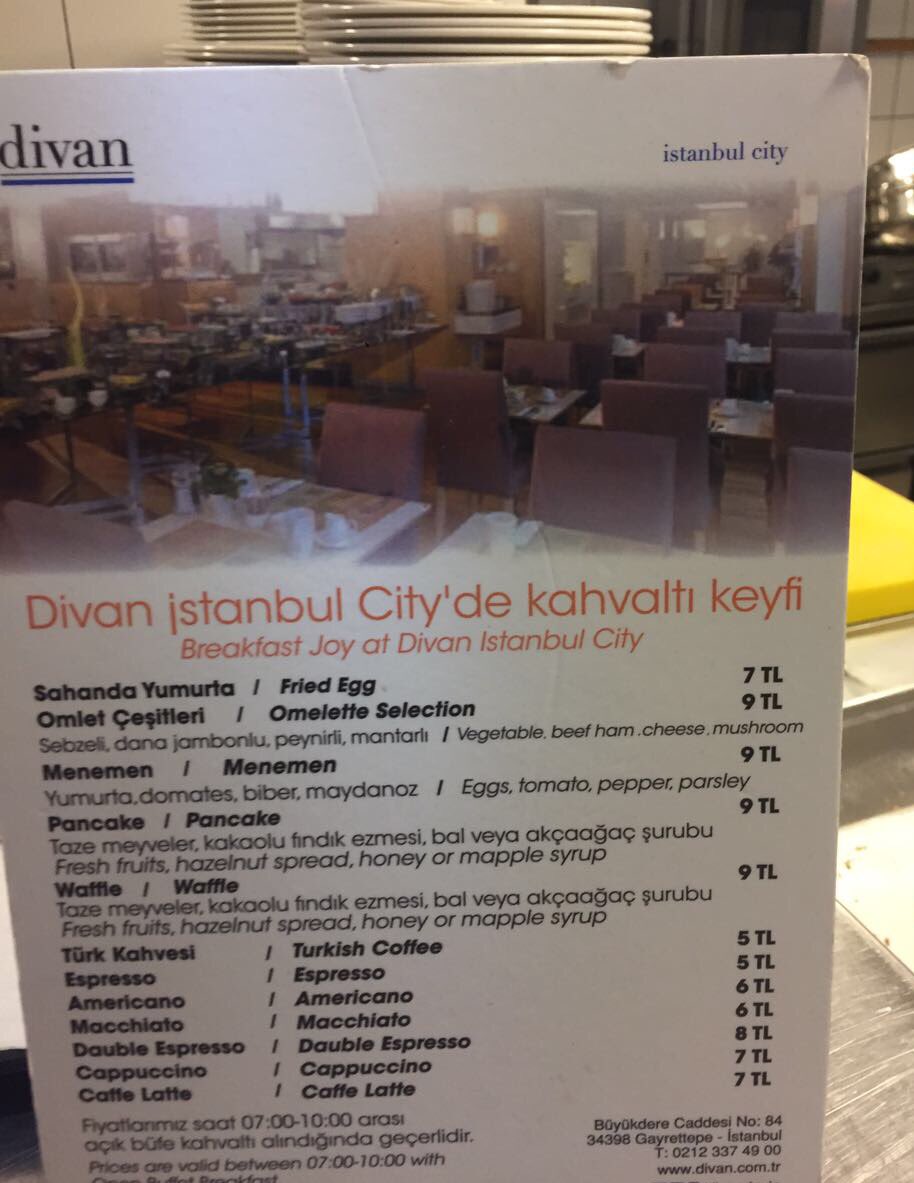 divan
istanbul city
Divan İstanbul City'de kahvaltı keyfi
Breakfast Joy at Divan Istanbul City
Sahanda Yumurta / Fried Egg 7 TL
Omlet Çeşitleri / Omelette Selection 9 TL
Sebzeli, dana jambonlu, peynirli, mantarlı / Vegetable, beef ham, cheese, mushroom
Menemen / Menemen 9 TL
Yumurta,domates, biber, maydanoz / Eggs, tomato, pepper, parsley
Pancake / Pancake 9 TL
Taze meyveler, kakaolu fındık ezmesi, bal veya akçaağaç şurubu
Fresh fruits, hazelnut spread, honey or mapple syrup
Waffle / Waffle 9 TL
Taze meyveler, kakaolu fındık ezmesi, bal veya akçaağaç şurubu
Fresh fruits, hazelnut spread, honey or mapple syrup
Türk Kahvesi / Turkish Coffee 5 TL
Espresso / Espresso 5 TL
Americano / Americano 6 TL
Macchiato / Macchiato 6 TL
Dauble Espresso / Dauble Espresso 8 TL
Cappuccino / Cappuccino 7 TL
Caffe Latte / Caffe Latte 7 TL
Fiyatlarımız saat 07:00-10:00 arası
açık büfe kahvaltı alındığında geçerlidir.
Prices are valid between 07:00-10:00 with
Open Buffet Breakfast
Büyükdere Caddesi No: 84
34398 Gayrettepe - İstanbul
T: 0212 337 49 00
www.divan.com.tr